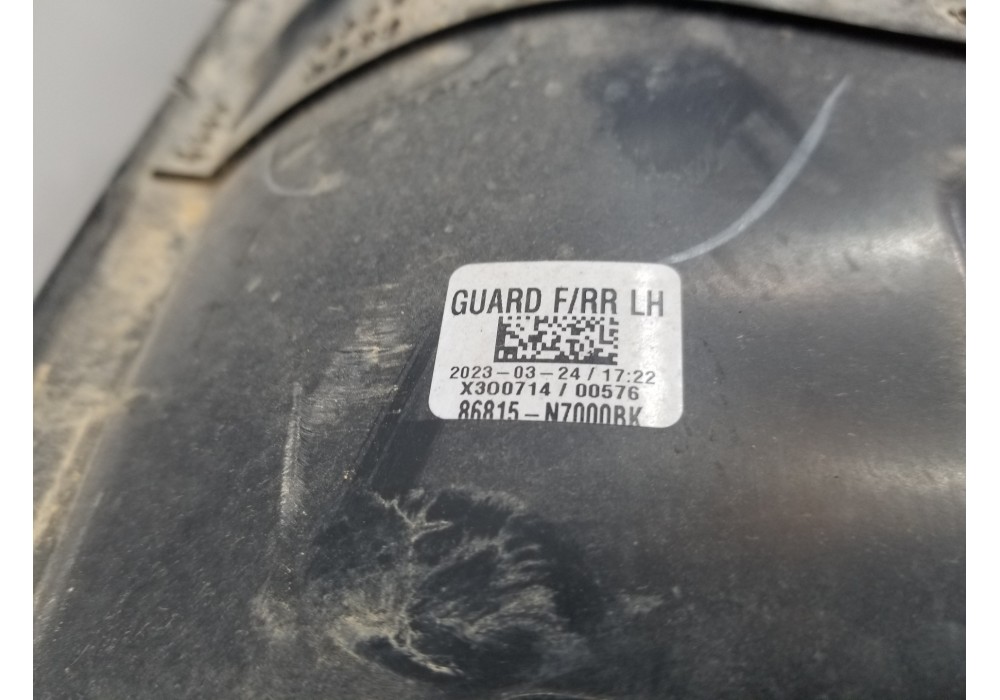 GUARD F/RR LH
2023-03-24/17:22
X300714/00576
86815-N7000BK